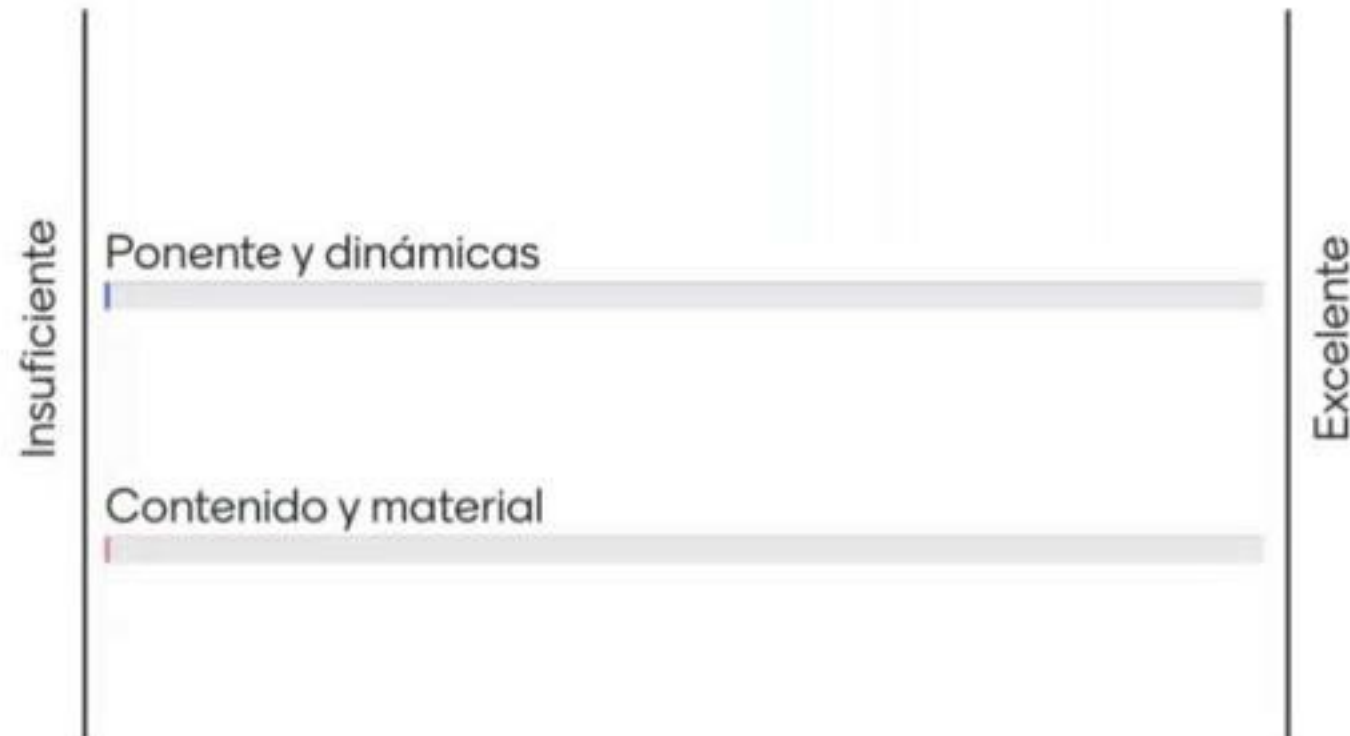 Insuficiente
Ponente y dinámicas
Contenido y material
Excelente